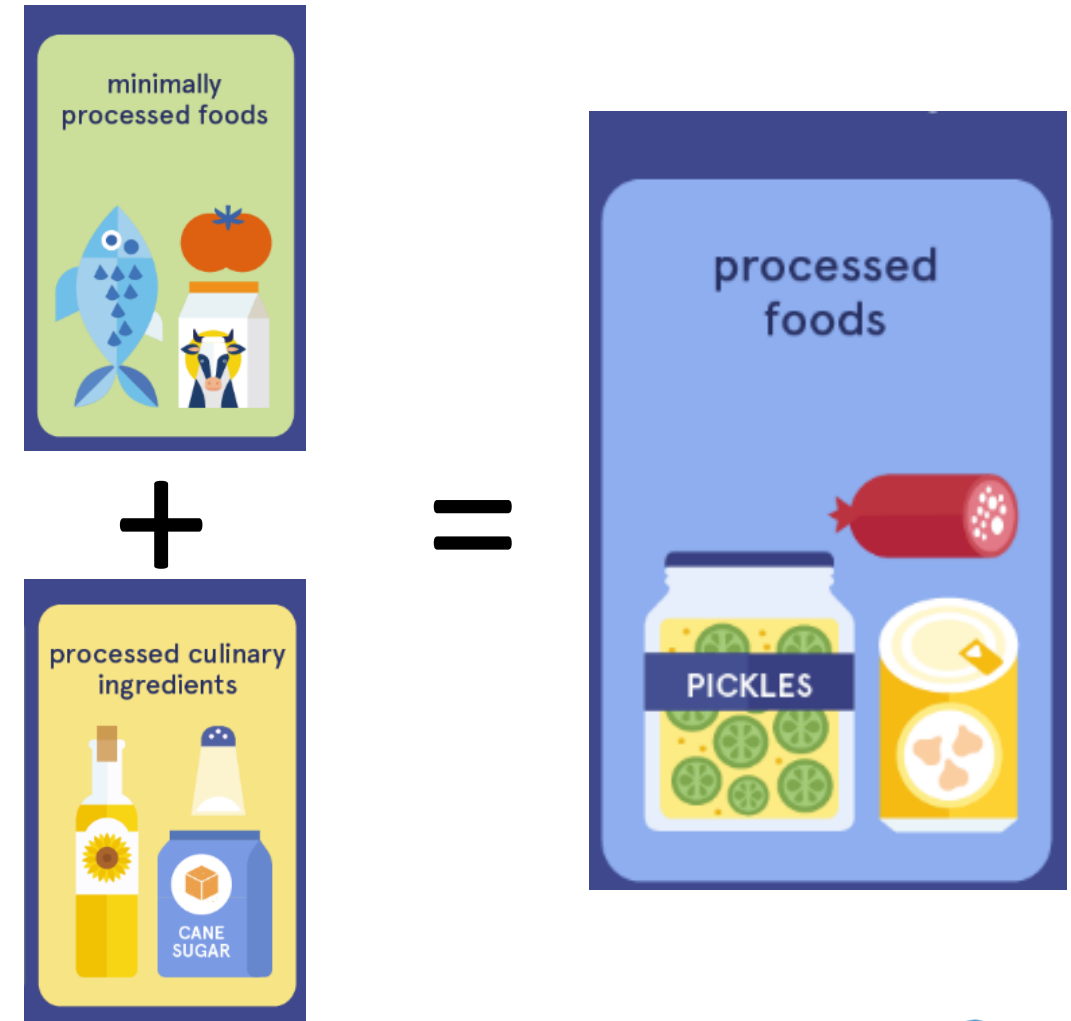 minimally
processed foods
+
processed culinary
ingredients
CANE
SUGAR
=
processed
foods
PICKLES